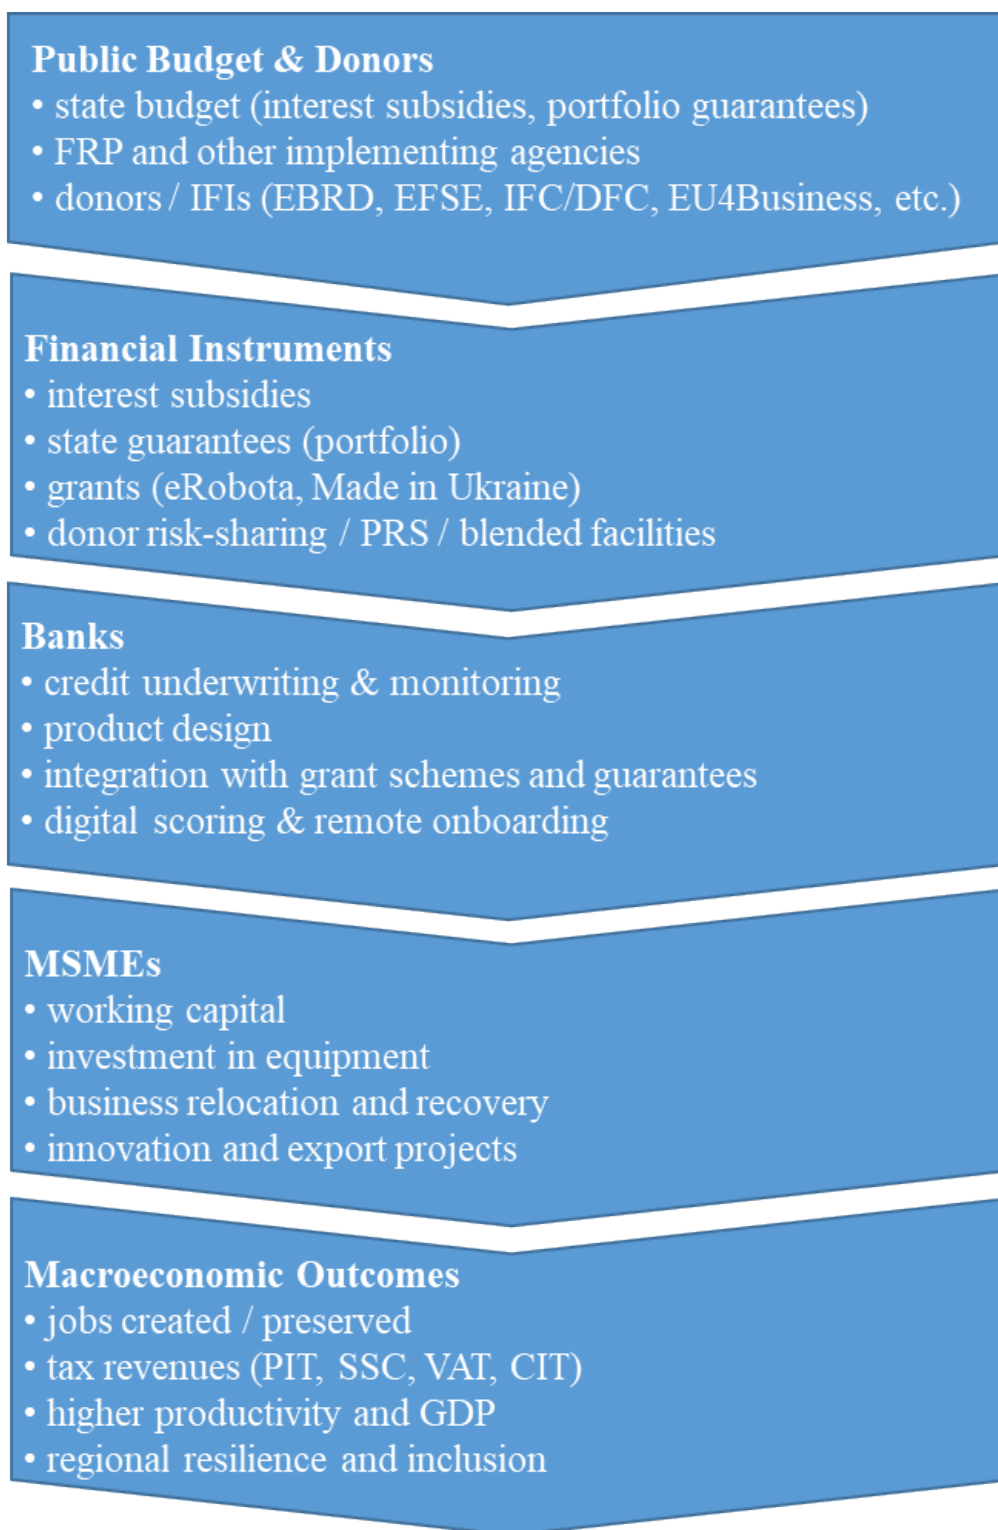 Public Budget & Donors
• state budget (interest subsidies, portfolio guarantees)
• FRP and other implementing agencies
• donors / IFIs (EBRD, EFSE, IFC/DFC, EU4Business, etc.)
Financial Instruments
• interest subsidies
• state guarantees (portfolio)
• grants (eRobota, Made in Ukraine)
• donor risk-sharing / PRS / blended facilities
Banks
• credit underwriting & monitoring
• product design
• integration with grant schemes and guarantees
• digital scoring & remote onboarding
MSMEs
• working capital
• investment in equipment
• business relocation and recovery
• innovation and export projects
Macroeconomic Outcomes
• jobs created / preserved
• tax revenues (PIT, SSC, VAT, CIT)
• higher productivity and GDP
• regional resilience and inclusion